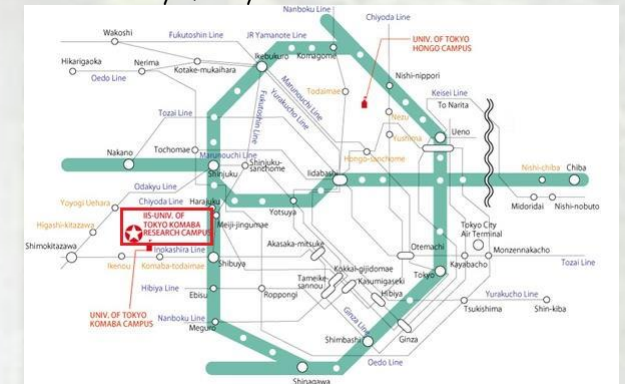 Nanboku Line
Chiyoda Line
Wakoshi
Fukutoshin Line
JR Yamanote Line
UNIV. OF TOKYO
HONGO CAMPUS
Ikebukuro
Komagome
Hikarigaoka
Nerima
Kotake-mukaihara
Oedo Line
Nishi-nippori
Todaimae
Marunouchi Line
Yurakucho Line
Fukutoshin Line
Keisei Line
To Narita
Tozai Line
Nezu
Yushima
Ueno
Nakano
Tochomae
Marunouchi Line
Hongo-sanchome
Shinjuku-
sanchome
Shinjuku
Iidabashi
Nishi-chiba
Chiba
Odakyu Line
Yoyogi Uehara
Chiyoda Line
Harajuku
Yotsuya
Midoridai
Nishi-nobuto
IIS-UNIV. OF
TOKYO KOMABA
RESEARCH CAMPUS
Meiji-jingumae
Higashi-kitazawa
Tokyo City
Air Terminal
Shimokitazawa
Inokashira Line
Akasaka-mitsuke
Otemachi
Monzennakacho
Ikenou
Komaba-todaimae
Shibuya
Kokkai-gijidomae
Kayabacho
Tozai Line
Tameike-
sannou
Kasumigaseki
Tokyo
Hibiya Line
Ebisu
Roppongi
Hibiya
Yurakucho Line
Tsukishima
Shin-kiba
UNIV. OF TOKYO
KOMABA CAMPUS
Nanboku Line
Meguro
Ginza Line
Shimbashi
Ginza
Oedo Line
Shinagawa